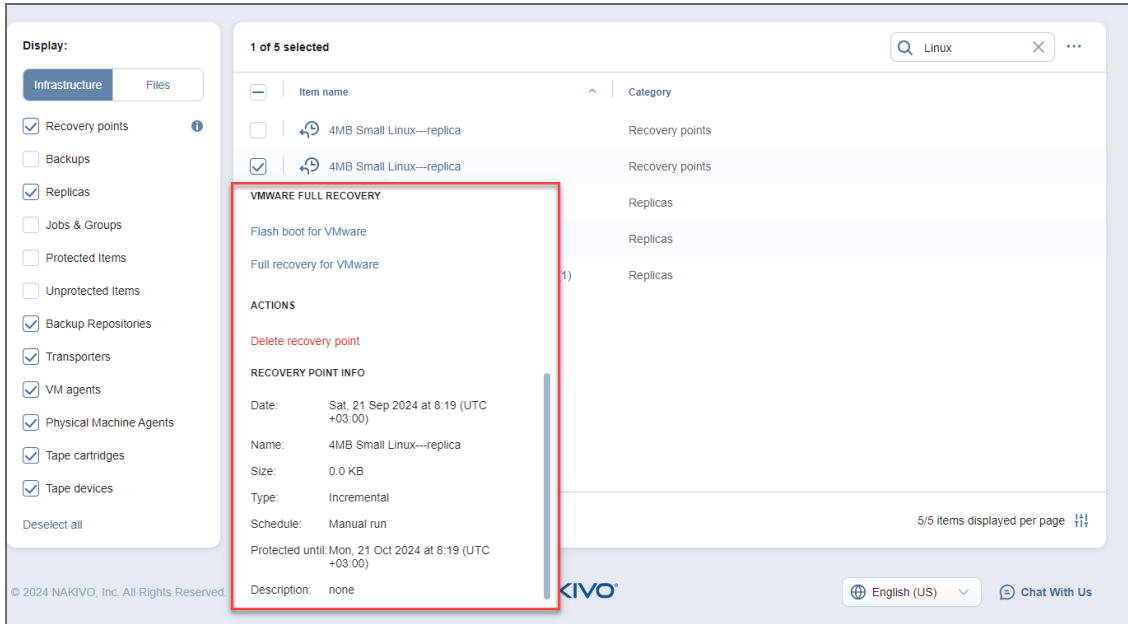 Display:
Infrastructure
Files
Recovery points
Backups
Replicas
Jobs & Groups
Protected Items
Unprotected Items
Backup Repositories
Transporters
VM agents
Physical Machine Agents
Tape cartridges
Tape devices
Deselect all
1 of 5 selected
Linux
Item name
Category
4MB Small Linux---replica
Recovery points
4MB Small Linux---replica
Recovery points
Replicas
Replicas
1)
Replicas
VMWARE FULL RECOVERY
Flash boot for VMware
Full recovery for VMware
ACTIONS
Delete recovery point
RECOVERY POINT INFO
Date: Sat, 21 Sep 2024 at 8:19 (UTC
+03:00)
Name: 4MB Small Linux---replica
Size: 0.0 KB
Type: Incremental
Schedule: Manual run
Protected until: Mon, 21 Oct 2024 at 8:19 (UTC
+03:00)
Description: none
5/5 items displayed per page
© 2024 NAKIVO, Inc. All Rights Reserved.
KIVO
English (US)
Chat With Us